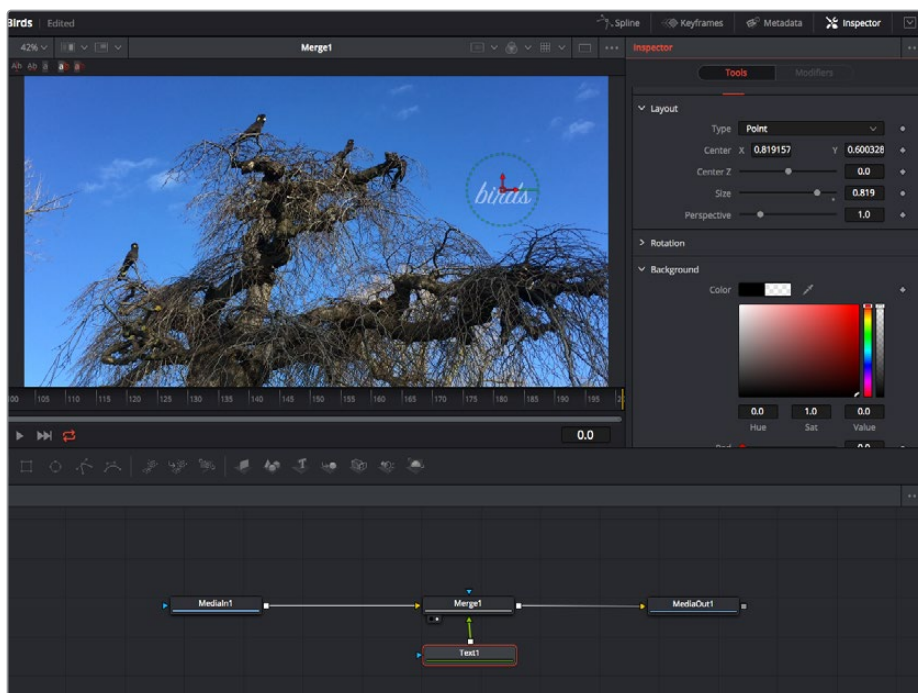 Birds Edited Spline Keyframes Metadata Inspector
42% Merge1 Inspector
Tools Modifiers
Layout
Type Point
Center X 0.819157 Y 0.600328
Center Z 0.0
Size 0.819
Perspective 1.0
Rotation
Background
Color
birds
0.0 1.0 0.0
Hue Sat Value
105 110 115 120 125 130 135 140 145 150 155 160 165 170 175 180 185 190 195
0.0
MediaIn1 Merge1 MediaOut1
Text1